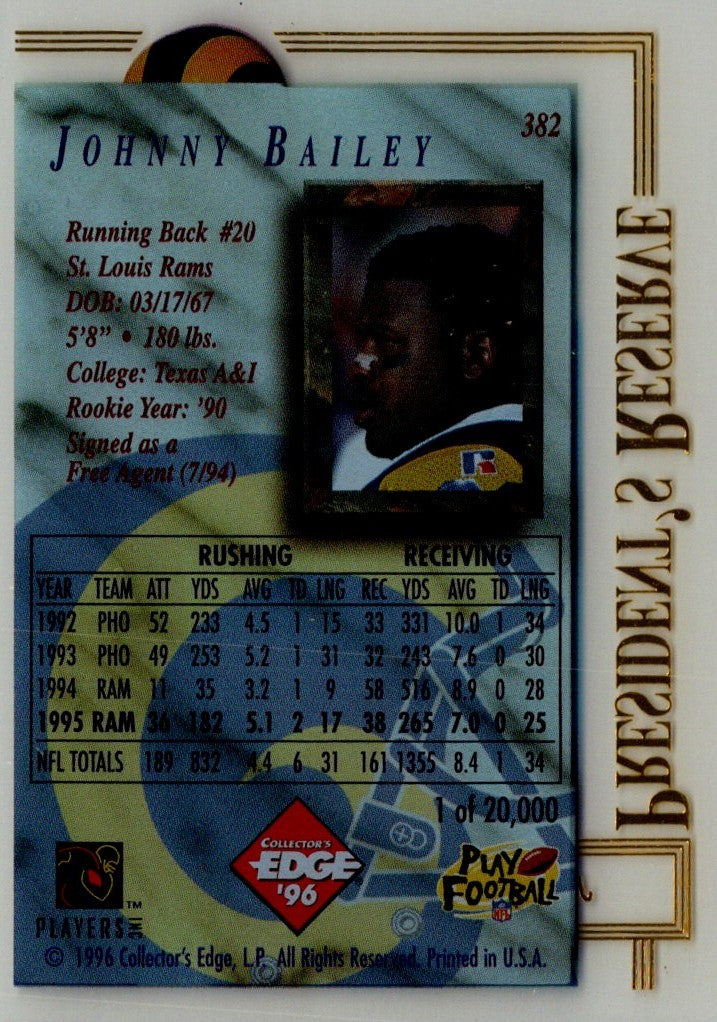 382
JOHNNY BAILEY
Running Back #20
St. Louis Rams
DOB: 03/17/67
5'8" • 180 lbs.
College: Texas A&I
Rookie Year: '90
Signed as a
Free Agent (7/94)
RUSHING RECEIVING
YEAR TEAM ATT YDS AVG TD LNG REC YDS AVG TD LNG
1992 PHO 52 233 4.5 1 15 33 331 10.0 1 34
1993 PHO 49 253 5.2 1 31 32 243 7.6 0 30
1994 RAM 11 35 3.2 1 9 58 516 8.9 0 28
1995 RAM 36 182 5.1 2 17 38 265 7.0 0 25
NFL TOTALS 189 832 4.4 6 31 161 1355 8.4 1 34
1 of 20,000
COLLECTOR'S
EDGE
'96
PLAY
FOOTBALL
NFL
TM
PLAYERS INC
© 1996 Collector's Edge, L.P. All Rights Reserved. Printed in U.S.A.
PRESIDENT'S RESERVE